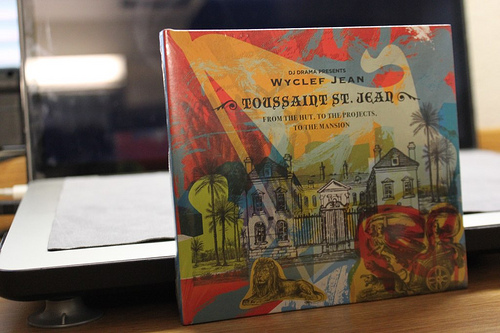 DJ DRAMA PRESENTS
WYCLEF JEAN
TOUSSAINT ST. JEAN
FROM THE HUT, TO THE PROJECTS,
TO THE MANSION